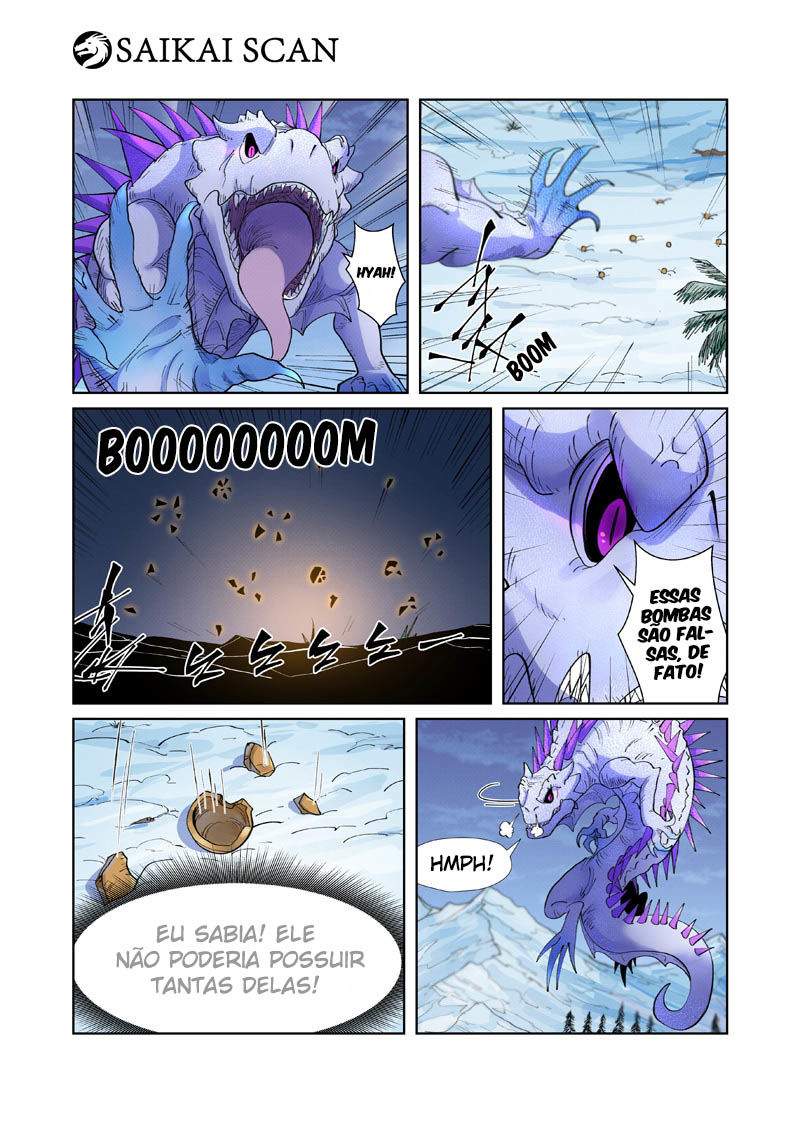 SAIKAI SCAN
HYAH!
BOOM
BOOOOOOOOOM
ESSAS
BOMBAS
SÃO FAL-
SAS, DE
FATO!
EU SABIA! ELE
NÃO PODERIA POSSUIR
TANTAS DELAS!
HMPH!